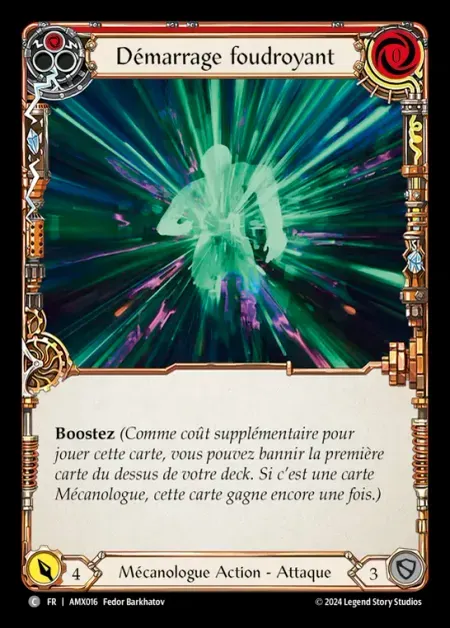 Démarrage foudroyant
0
Boostez (Comme coût supplémentaire pour
jouer cette carte, vous pouvez bannir la première
carte du dessus de votre deck. Si c'est une carte
Mécanologue, cette carte gagne encore une fois.)
4 Mécanologue Action - Attaque 3
C FR | AMX016 Fedor Barkhatov © 2024 Legend Story Studios